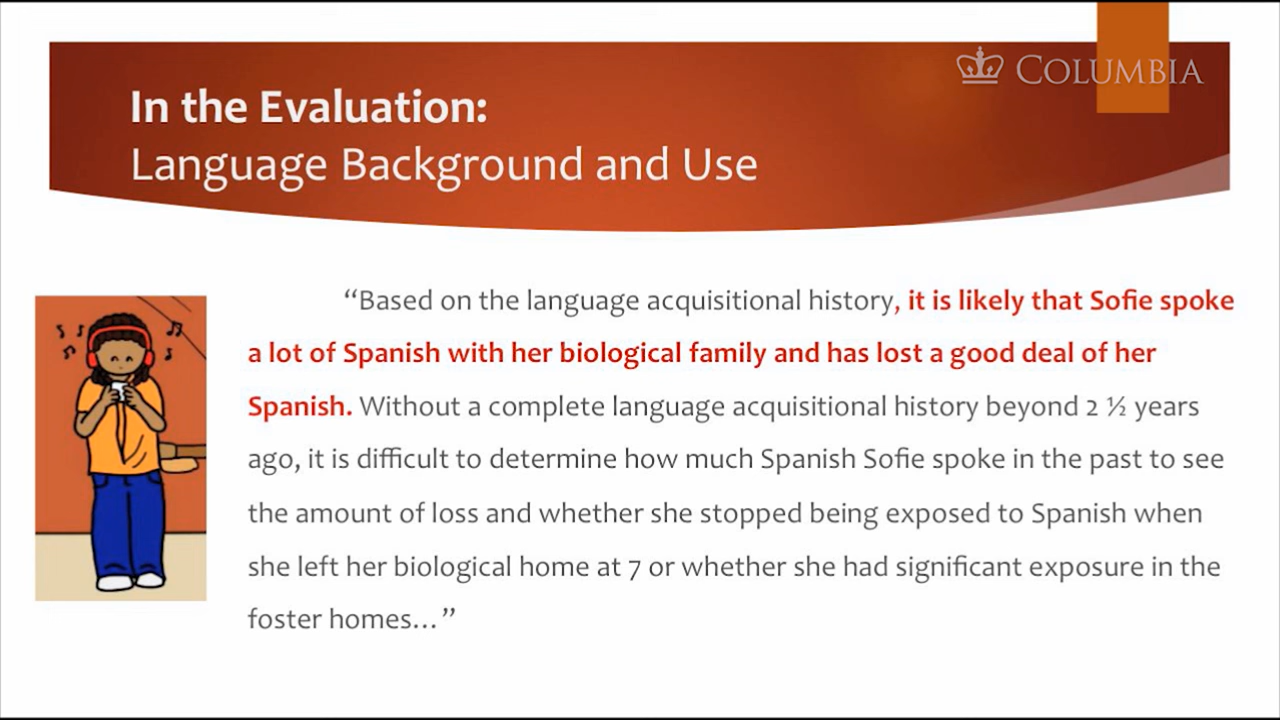 COLUMBIA
In the Evaluation:
Language Background and Use
“Based on the language acquisitional history, it is likely that Sofie spoke
a lot of Spanish with her biological family and has lost a good deal of her
Spanish. Without a complete language acquisitional history beyond 2 ½ years
ago, it is difficult to determine how much Spanish Sofie spoke in the past to see
the amount of loss and whether she stopped being exposed to Spanish when
she left her biological home at 7 or whether she had significant exposure in the
foster homes…”